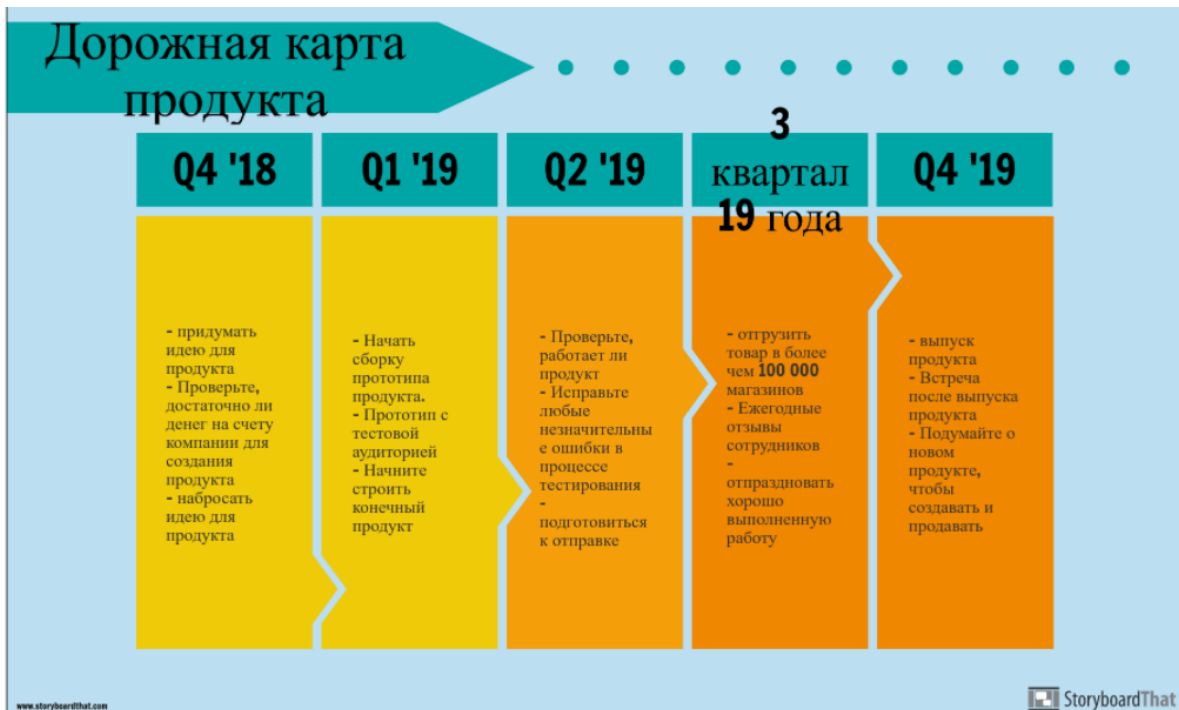 Дорожная карта
продукта
Q4 '18
Q1 '19
Q2 '19
3
квартал
19 года
Q4 '19
- придумать
идею для
продукта
- Проверьте,
достаточно ли
денег на счету
компании для
создания
продукта
- набросать
идею для
продукта
- Начать
сборку
прототипа
продукта.
- Прототип с
тестовой
аудиторией
- Начните
строить
конечный
продукт
- Проверьте,
работает ли
продукт
- Исправьте
любые
незначительны
е ошибки в
процессе
тестирования
-
подготовиться
к отправке
- отгрузить
товар в более
чем 100 000
магазинов
- Ежегодные
отзывы
сотрудников
-
отпраздновать
хорошо
выполненную
работу
- выпуск
продукта
- Встреча
после выпуска
продукта
- Подумайте о
новом
продукте,
чтобы
создавать и
продавать
www.storyboardthat.com
StoryboardThat